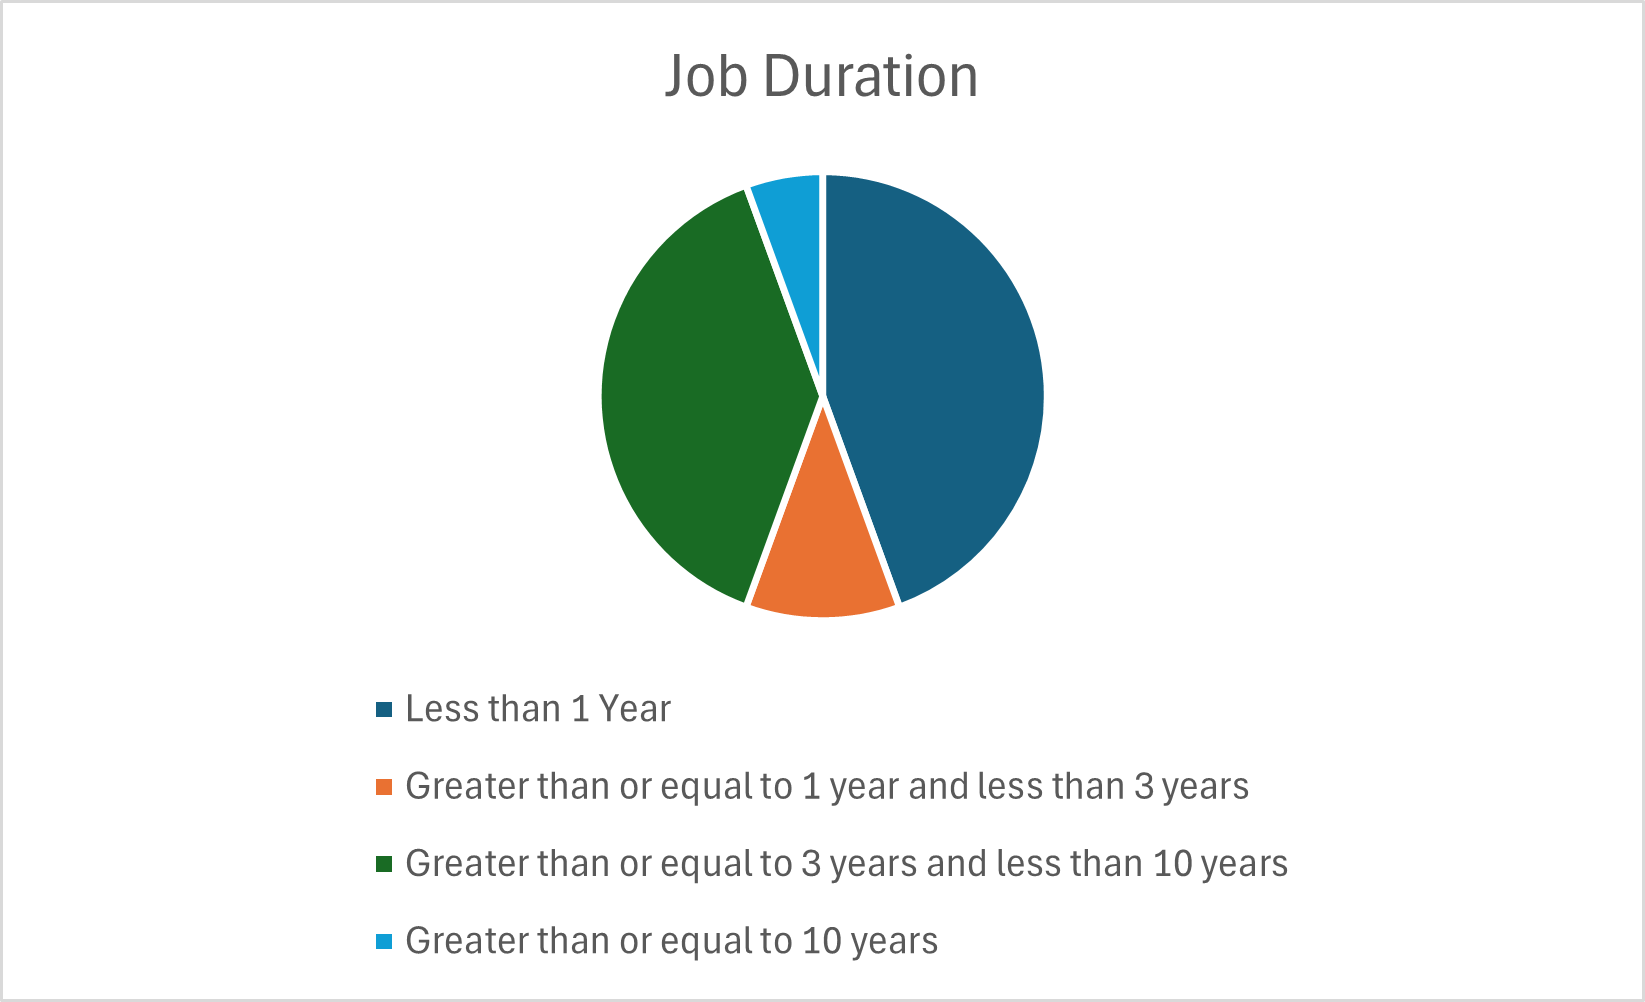 Job Duration
Less than 1 Year
Greater than or equal to 1 year and less than 3 years
Greater than or equal to 3 years and less than 10 years
Greater than or equal to 10 years